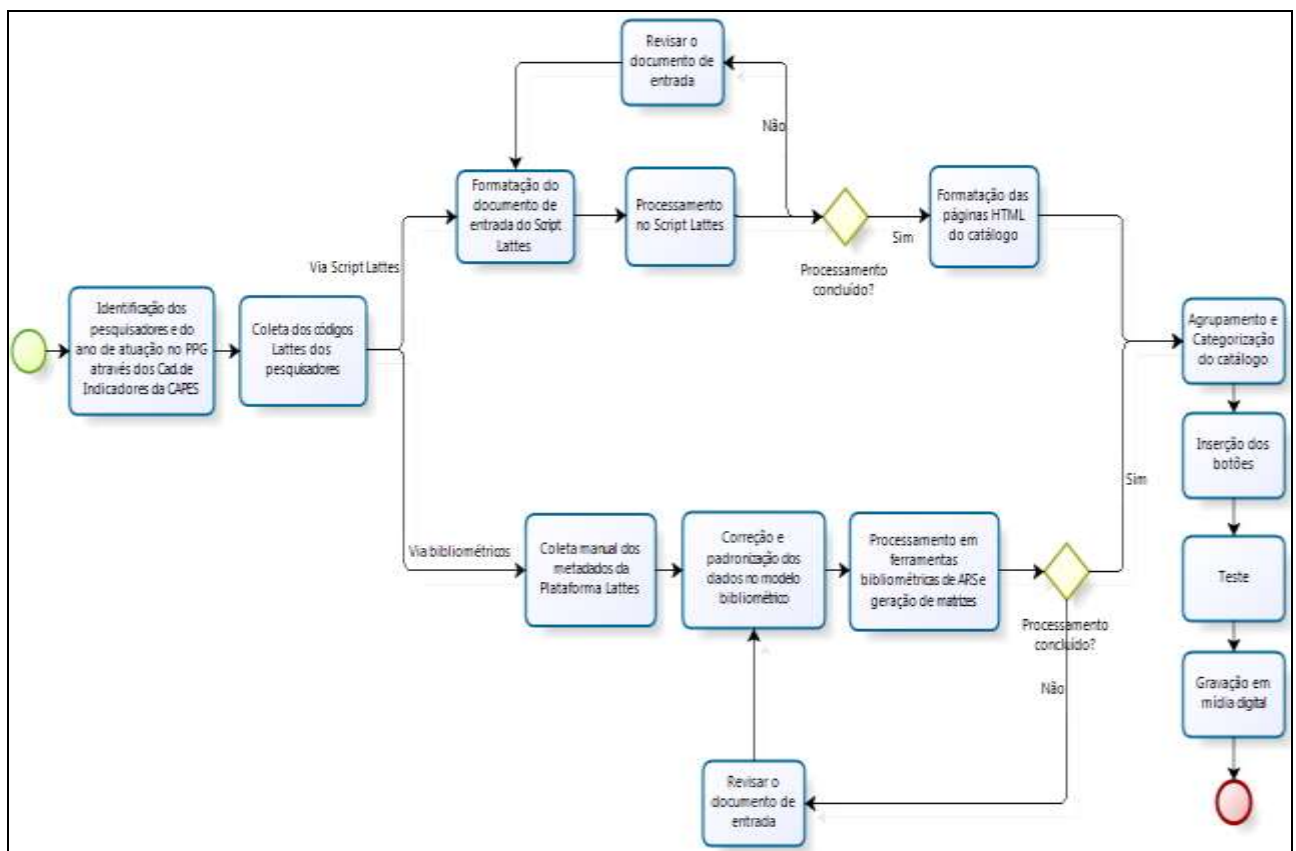 Revisar o
documento de
entrada
Não
Formatação do
documento de
entrada do Script
Lattes
Processamento
no Script Lattes
Sim
Processamento
concluído?
Formatação das
páginas HTML
do catálogo
Via Script Lattes
Identificação dos
pesquisadores e do
ano de atuação no PPG
através dos Cad. de
Indicadores da CAPES
Coleta dos códigos
Lattes dos
pesquisadores
Agrupamento e
Categorização
do catálogo
Inserção dos
botões
Sim
Via bibliométricos
Coleta manual dos
metadados da
Plataforma Lattes
Correção e
padronização dos
dados no modelo
bibliométrico
Processamento em
ferramentas
bibliométricas de ARS e
geração de matrizes
Processamento
concluído?
Não
Teste
Gravação em
mídia digital
Revisar o
documento de
entrada